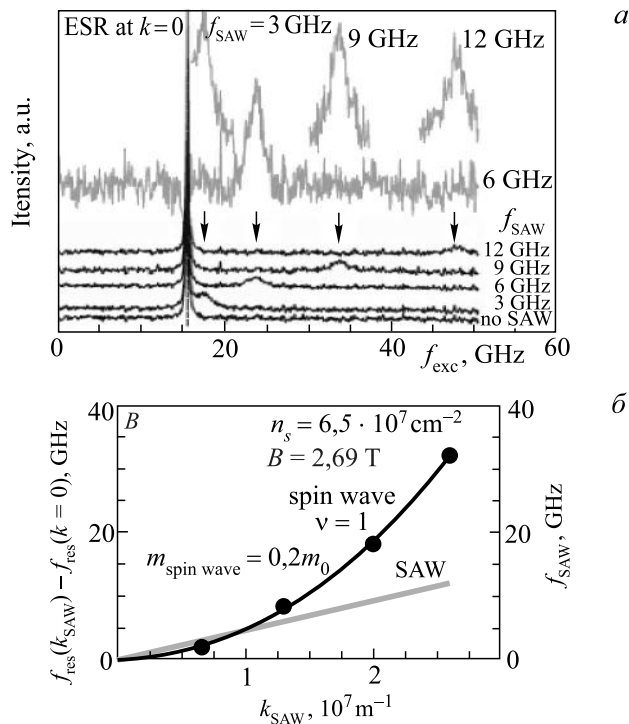 а
ESR at k = 0
f_SAW = 3 GHz
9 GHz
12 GHz
6 GHz
f_SAW
12 GHz
9 GHz
6 GHz
3 GHz
no SAW
Itensity, a.u.
0
20
40
60
f_exc, GHz
б
40
20
0
B
n_s = 6,5 · 10^7 cm^−2
B = 2,69 T
spin wave
ν = 1
m_spin wave = 0,2m_0
SAW
40
20
0
f_res(k_SAW) − f_res(k = 0), GHz
f_SAW, GHz
1
2
k_SAW, 10^7 m^−1